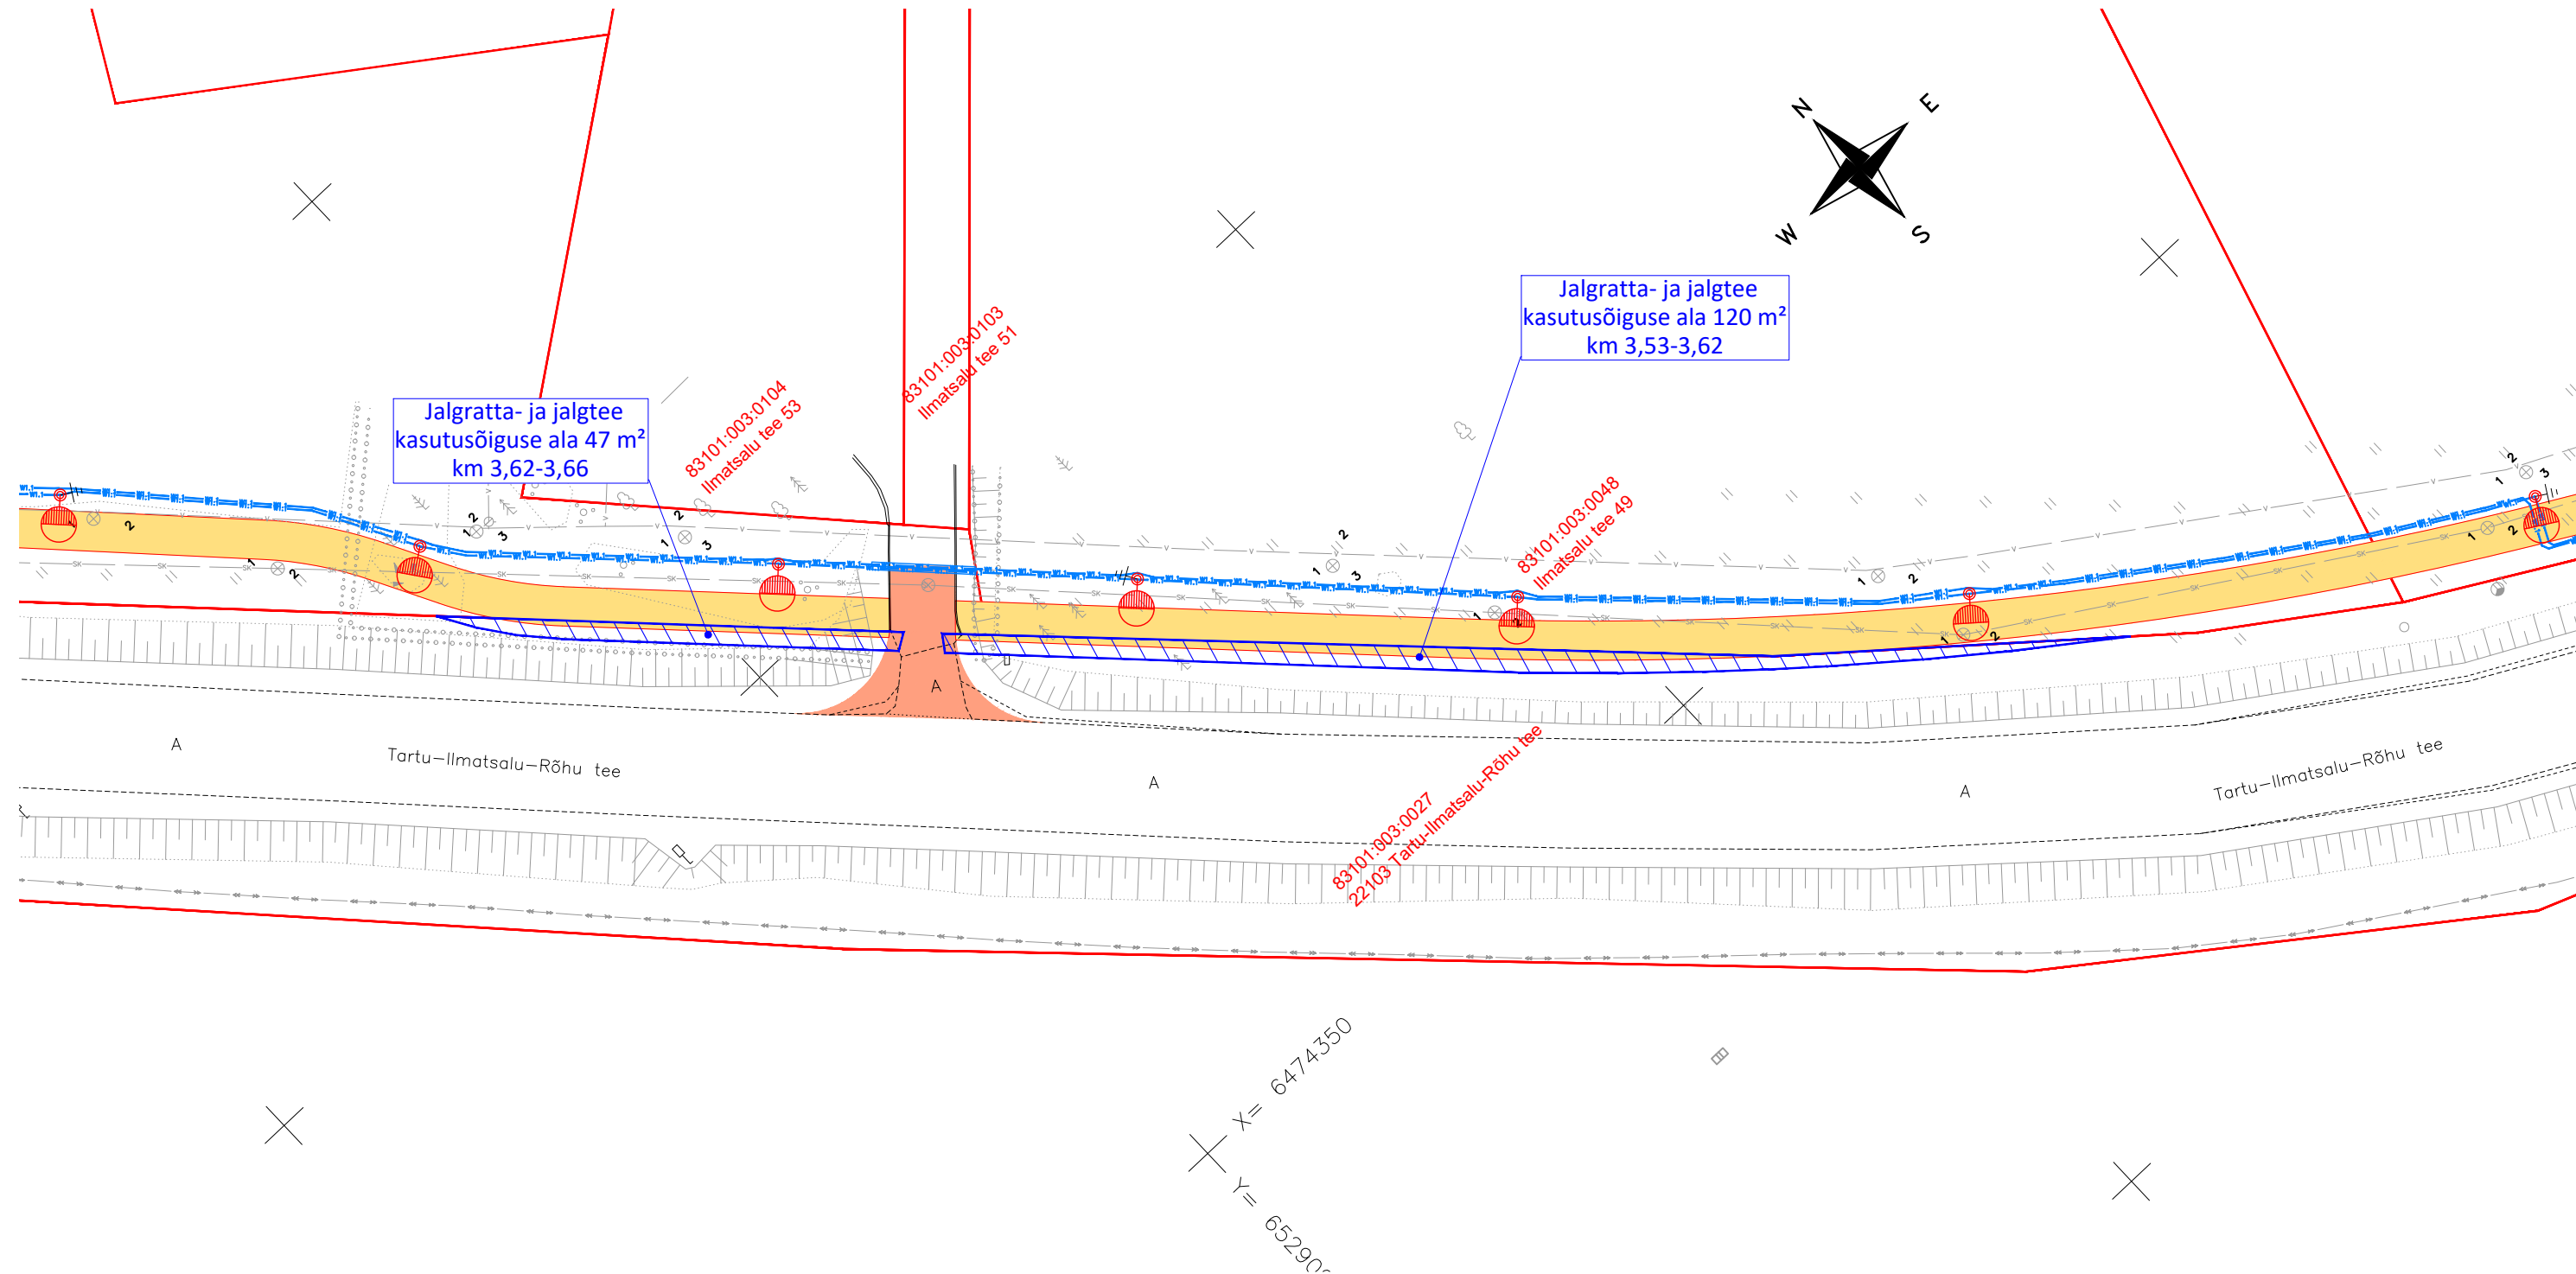 N
E
W
S
Jalgratta- ja jalgtee
kasutusõiguse ala 120 m²
km 3,53-3,62
83101:003:0103
Ilmatsalu tee 51
83101:003:0104
Ilmatsalu tee 53
Jalgratta- ja jalgtee
kasutusõiguse ala 47 m²
km 3,62-3,66
83101:003:0048
Ilmatsalu tee 49
A
A
A
A
Tartu-Ilmatsalu-Rõhu tee
Tartu-Ilmatsalu-Rõhu tee
83101:003:0027
22103 Tartu-Ilmatsalu-Rõhu tee
X= 6474350